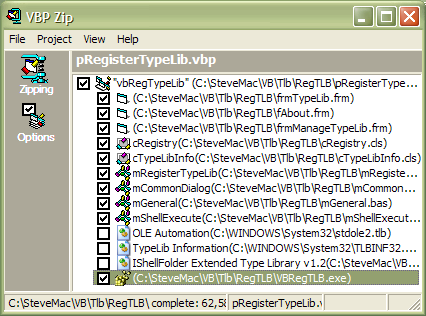 VBP Zip
File Project View Help
pRegisterTypeLib.vbp
Zipping
Options
"vbRegTypeLib" (C:\SteveMac\VB\Tlb\RegTLB\pRegisterType...
. (C:\SteveMac\VB\Tlb\RegTLB\frmTypeLib.frm)
. (C:\SteveMac\VB\Tlb\RegTLB\fAbout.frm)
. (C:\SteveMac\VB\Tlb\RegTLB\frmManageTypeLib.frm)
cRegistry(C:\SteveMac\VB\Tlb\RegTLB\cRegistry.cls)
cTypeLibInfo(C:\SteveMac\VB\Tlb\RegTLB\cTypeLibInfo.cls)
mRegisterTypeLib(C:\SteveMac\VB\Tlb\RegTLB\mRegiste...
mCommonDialog(C:\SteveMac\VB\Tlb\RegTLB\mCommon...
mGeneral(C:\SteveMac\VB\Tlb\RegTLB\mGeneral.bas)
mShellExecute(C:\SteveMac\VB\Tlb\RegTLB\mShellExecut...
OLE Automation(C:\WINDOWS\System32\stdole2.tlb)
TypeLib Information(C:\WINDOWS\System32\TLBINF32....
IShellFolder Extended Type Library v1.2(C:\SteveMac\VB...
(C:\SteveMac\VB\Tlb\RegTLB\VBRegTLB.exe)
C:\SteveMac\VB\Tlb\RegTLB\ complete: 62,58 pRegisterTypeLib.